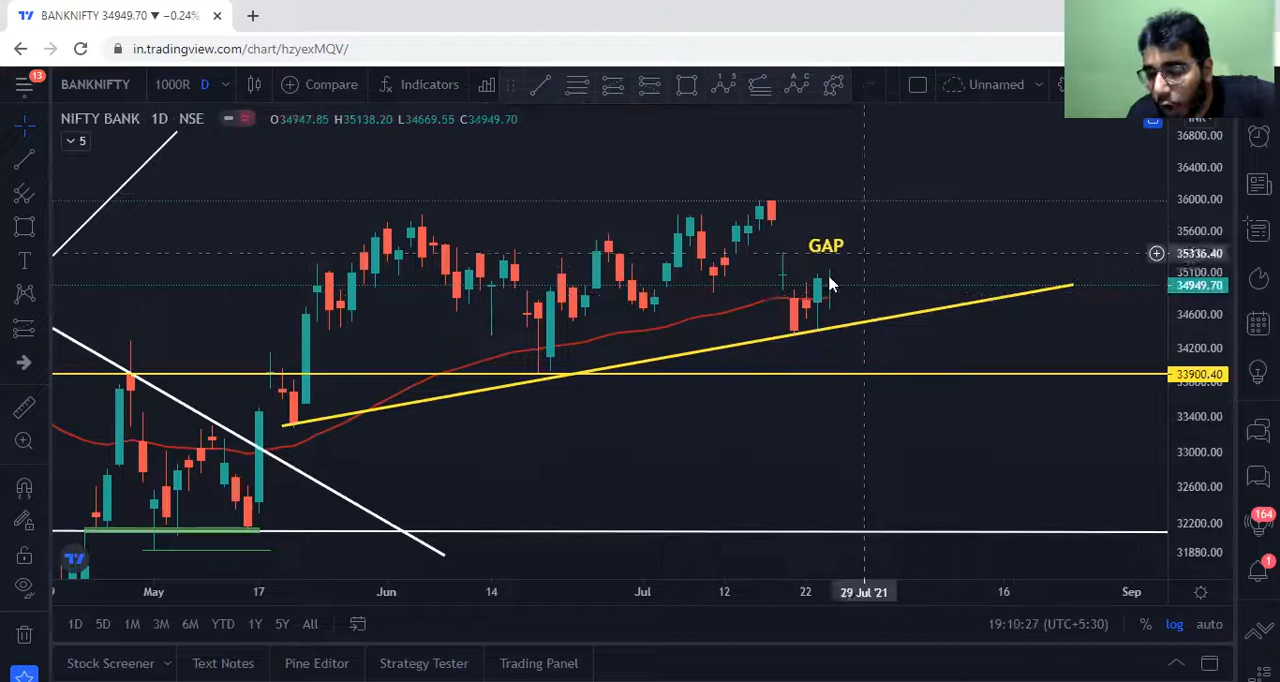 BANKNIFTY 34949.70 ▼ −0.24%
in.tradingview.com/chart/hzyexMQV/
13
BANKNIFTY
1000R
D
Compare
Indicators
Unnamed
NIFTY BANK 1D NSE
O34947.85 H35138.20 L34669.55 C34949.70
5
GAP
36800.00
36400.00
36000.00
35600.00
35336.40
35100.00
34949.70
34600.00
34200.00
33900.40
33400.00
33000.00
32600.00
32200.00
31880.00
May
17
Jun
14
Jul
12
22
29 Jul '21
16
Sep
1D
5D
1M
3M
6M
YTD
1Y
5Y
All
19:10:27 (UTC+5:30)
%
log
auto
Stock Screener
Text Notes
Pine Editor
Strategy Tester
Trading Panel
164
1